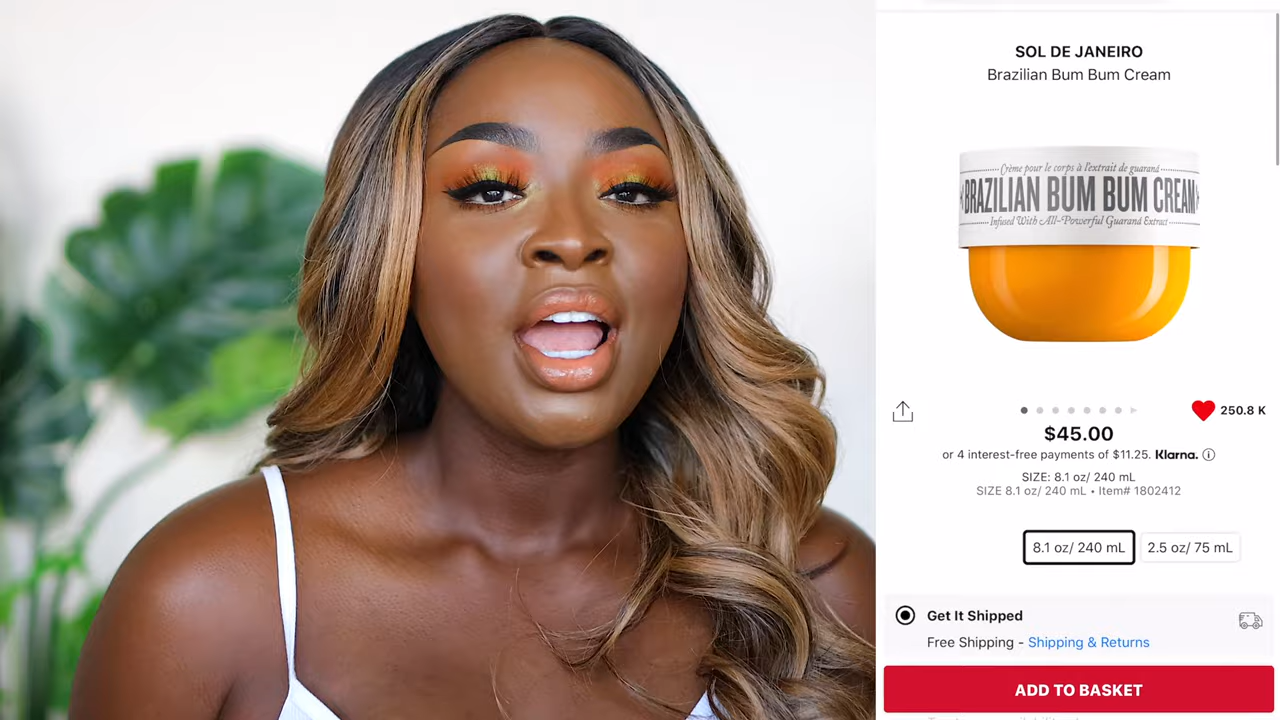 SOL DE JANEIRO
Brazilian Bum Bum Cream
Crème pour le corps à l'extrait de guaraná
BRAZILIAN BUM BUM CREAM
Infused With All-Powerful Guaraná Extract
250.8 K
$45.00
or 4 interest-free payments of $11.25. Klarna.
SIZE: 8.1 oz/ 240 mL
SIZE 8.1 oz/ 240 mL • Item# 1802412
8.1 oz/ 240 mL
2.5 oz/ 75 mL
Get It Shipped
Free Shipping - Shipping & Returns
ADD TO BASKET